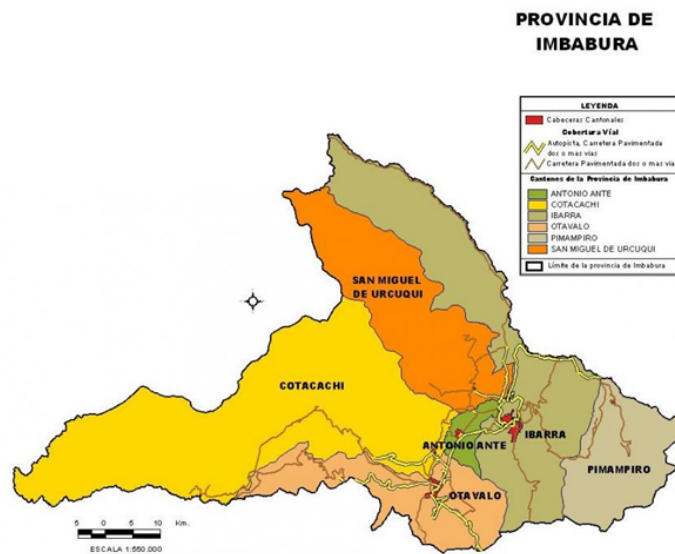 PROVINCIA DE
IMBABURA
LEYENDA
Cabeceras Cantonales
Cobertura Víal
Autopista, Carretera Pavimentada
dos o mas vias
Carretera Pavimentada dos o mas via
Cantones de la Provincia de Imbabura
ANTONIO ANTE
COTACACHI
IBARRA
OTAVALO
PIMAMPIRO
SAN MIGUEL DE URCUQUI
Límite de la provincia de Imbabura
SAN MIGUEL
DE URCUQUI
COTACACHI
ANTONIO ANTE
IBARRA
PIMAMPIRO
OTAVALO
5 0 5 10 Km.
ESCALA 1:550.000